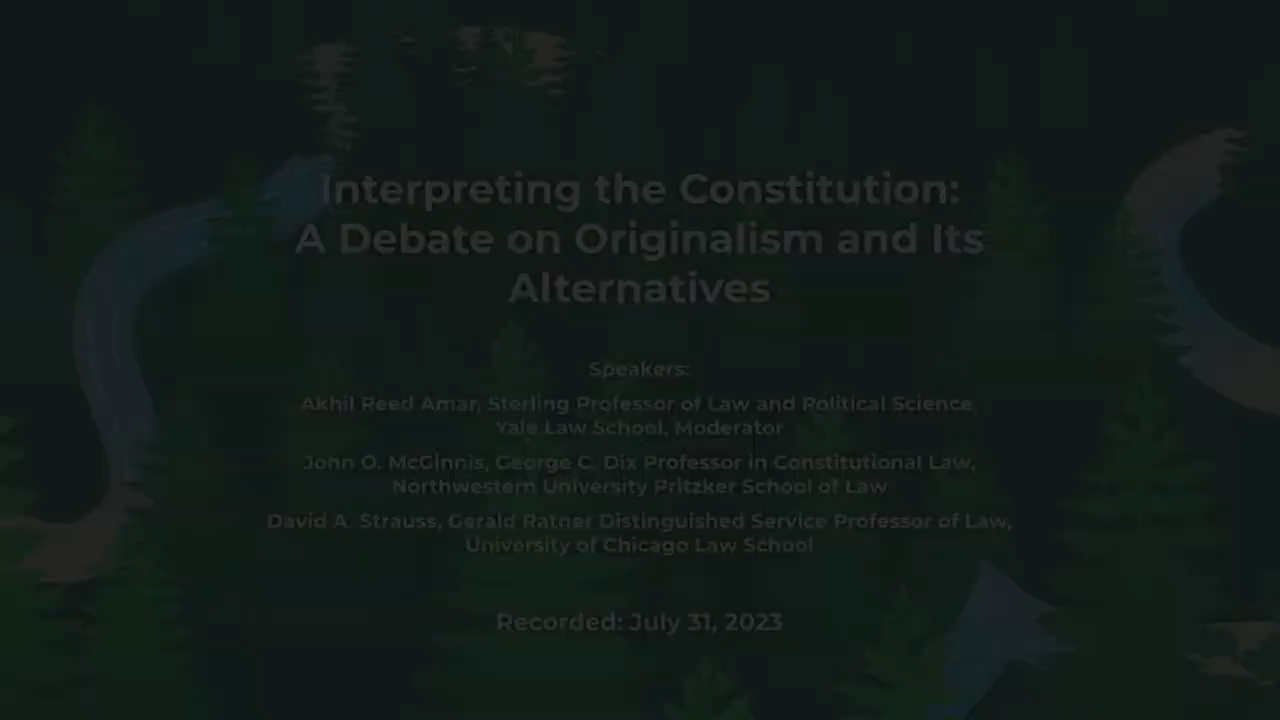 Interpreting the Constitution:
A Debate on Originalism and Its
Alternatives
Speakers:
Akhil Reed Amar, Sterling Professor of Law and Political Science,
Yale Law School, Moderator
John O. McGinnis, George C. Dix Professor in Constitutional Law,
Northwestern University Pritzker School of Law
David A. Strauss, Gerald Ratner Distinguished Service Professor of Law,
University of Chicago Law School
Recorded: July 31, 2023